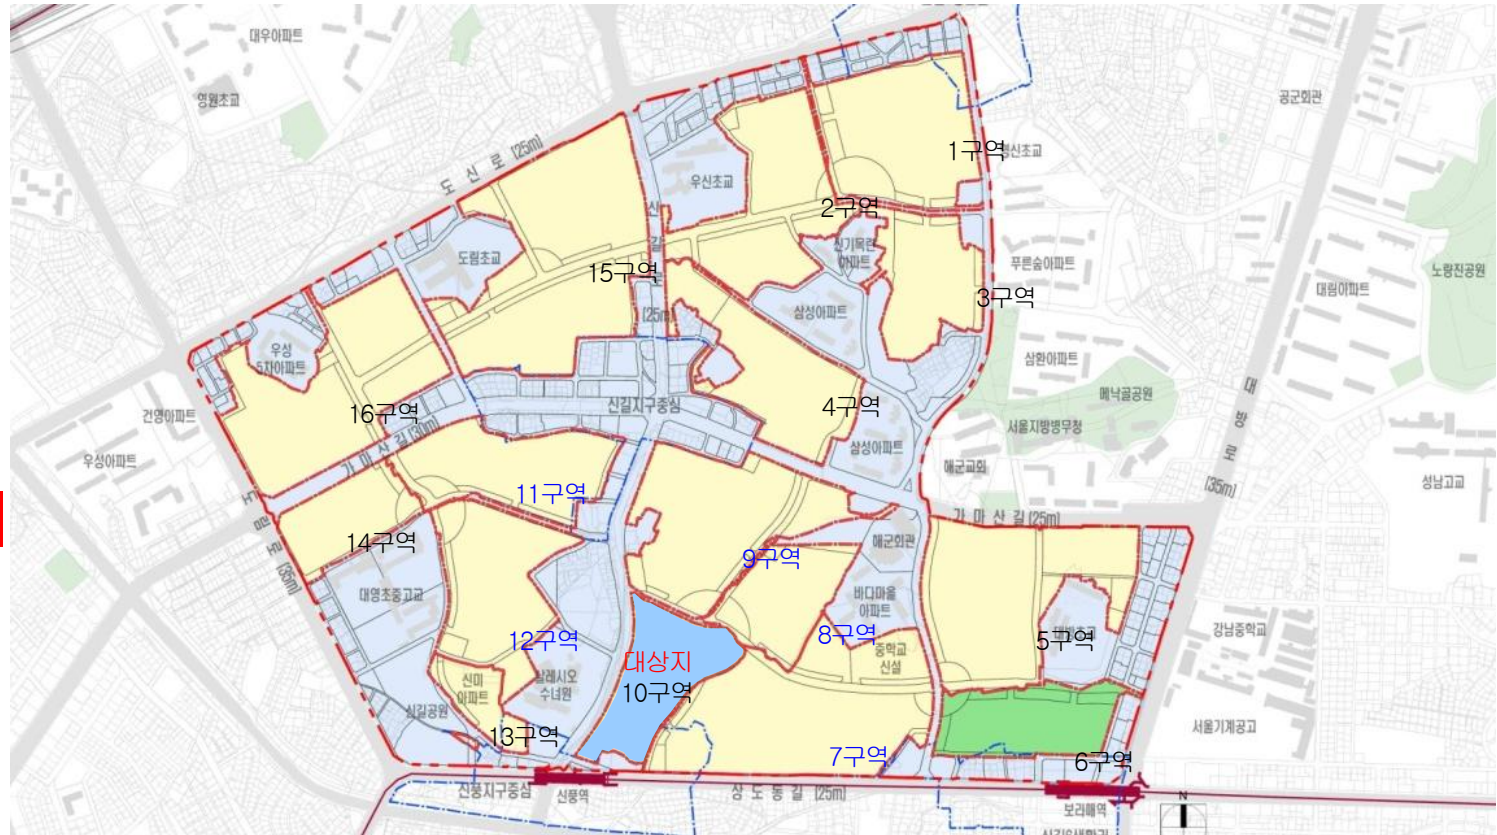 대우아파트
영원초교
공군회관
도 신 로 [25m]
1구역
우신초교
신길로
[25m]
2구역
신기목련
아파트
도림초교
15구역
푸른숲아파트
노량진공원
대림아파트
3구역
삼성아파트
우성
5차아파트
삼환아파트
메낙골공원
대방로
[35m]
건영아파트
16구역
신길지구중심
4구역
서울지방병무청
가 마 산 길 [30m]
삼성아파트
우성아파트
해군교회
성남고교
11구역
가 마 산 길 [25m]
도림로 [35m]
14구역
해군회관
9구역
대영초중고교
바다마을
아파트
12구역
8구역
5구역
강남중학교
중학교
신설
대상지
10구역
신미
아파트
살레시오
수녀원
신길공원
서울기계공고
13구역
7구역
6구역
신풍지구중심
신풍역
상 도 동 길 [25m]
보라매역
N